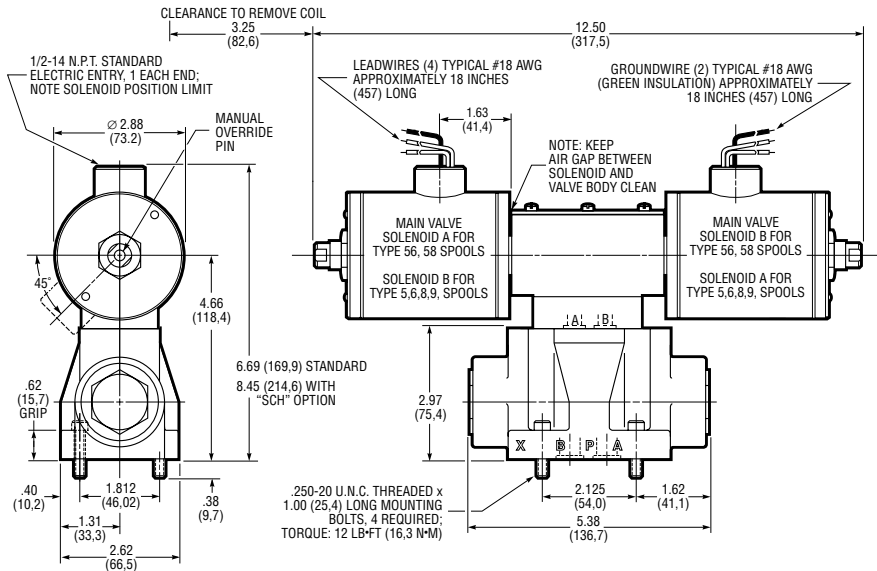 CLEARANCE TO REMOVE COIL
3.25
(82,6)
12.50
(317,5)
1/2-14 N.P.T. STANDARD
ELECTRIC ENTRY, 1 EACH END;
NOTE SOLENOID POSITION LIMIT
LEADWIRES (4) TYPICAL #18 AWG
APPROXIMATELY 18 INCHES
(457) LONG
GROUNDWIRE (2) TYPICAL #18 AWG
(GREEN INSULATION) APPROXIMATELY
18 INCHES (457) LONG
∅ 2.88
(73.2)
MANUAL
OVERRIDE
PIN
1.63
(41,4)
NOTE: KEEP
AIR GAP BETWEEN
SOLENOID AND
VALVE BODY CLEAN
MAIN VALVE
SOLENOID A FOR
TYPE 56, 58 SPOOLS
SOLENOID B FOR
TYPE 5,6,8,9, SPOOLS
MAIN VALVE
SOLENOID B FOR
TYPE 56, 58 SPOOLS
SOLENOID A FOR
TYPE 5,6,8,9, SPOOLS
45°
4.66
(118,4)
A B
6.69 (169,9) STANDARD
8.45 (214,6) WITH
“SCH” OPTION
2.97
(75,4)
.62
(15,7)
GRIP
X B P A
.40
(10,2)
1.812
(46,02)
.38
(9,7)
1.31
(33,3)
2.62
(66,5)
.250-20 U.N.C. THREADED x
1.00 (25,4) LONG MOUNTING
BOLTS, 4 REQUIRED;
TORQUE: 12 LB•FT (16,3 N•M)
2.125
(54,0)
1.62
(41,1)
5.38
(136,7)